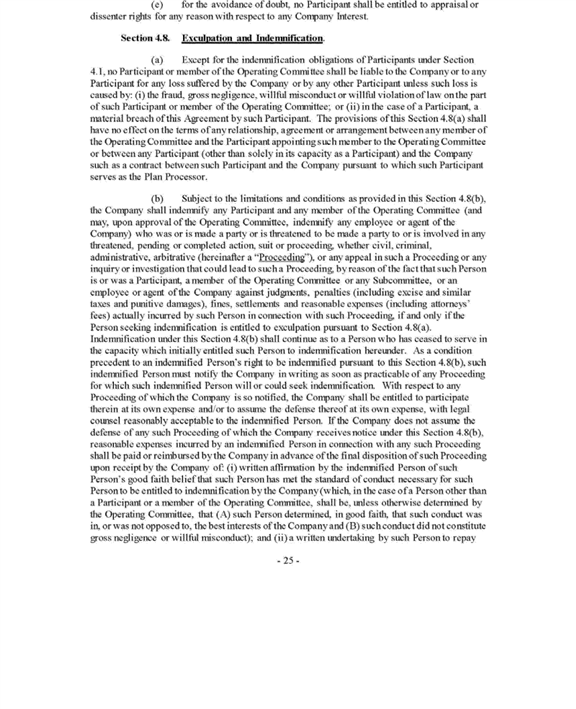 (e) for the avoidance of doubt, no Participant shall be entitled to appraisal or
dissenter rights for any reason with respect to any Company Interest.
Section 4.8. Exculpation and Indemnification.
(a) Except for the indemnification obligations of Participants under Section
4.1, no Participant or member of the Operating Committee shall be liable to the Company or to any
Participant for any loss suffered by the Company or by any other Participant unless such loss is
caused by: (i) the fraud, gross negligence, willful misconduct or willful violation of law on the part
of such Participant or member of the Operating Committee; or (ii) in the case of a Participant, a
material breach of this Agreement by such Participant. The provisions of this Section 4.8(a) shall
have no effect on the terms of any relationship, agreement or arrangement between any member of
the Operating Committee and the Participant appointing such member to the Operating Committee
or between any Participant (other than solely in its capacity as a Participant) and the Company
such as a contract between such Participant and the Company pursuant to which such Participant
serves as the Plan Processor.
(b) Subject to the limitations and conditions as provided in this Section 4.8(b),
the Company shall indemnify any Participant and any member of the Operating Committee (and
may, upon approval of the Operating Committee, indemnify any employee or agent of the
Company) who was or is made a party or is threatened to be made a party to or is involved in any
threatened, pending or completed action, suit or proceeding, whether civil, criminal,
administrative, arbitrative (hereinafter a “Proceeding”), or any appeal in such a Proceeding or any
inquiry or investigation that could lead to such a Proceeding, by reason of the fact that such Person
is or was a Participant, a member of the Operating Committee or any Subcommittee, or an
employee or agent of the Company against judgments, penalties (including excise and similar
taxes and punitive damages), fines, settlements and reasonable expenses (including attorneys’
fees) actually incurred by such Person in connection with such Proceeding, if and only if the
Person seeking indemnification is entitled to exculpation pursuant to Section 4.8(a).
Indemnification under this Section 4.8(b) shall continue as to a Person who has ceased to serve in
the capacity which initially entitled such Person to indemnification hereunder. As a condition
precedent to an indemnified Person’s right to be indemnified pursuant to this Section 4.8(b), such
indemnified Person must notify the Company in writing as soon as practicable of any Proceeding
for which such indemnified Person will or could seek indemnification. With respect to any
Proceeding of which the Company is so notified, the Company shall be entitled to participate
therein at its own expense and/or to assume the defense thereof at its own expense, with legal
counsel reasonably acceptable to the indemnified Person. If the Company does not assume the
defense of any such Proceeding of which the Company receives notice under this Section 4.8(b),
reasonable expenses incurred by an indemnified Person in connection with any such Proceeding
shall be paid or reimbursed by the Company in advance of the final disposition of such Proceeding
upon receipt by the Company of: (i) written affirmation by the indemnified Person of such
Person’s good faith belief that such Person has met the standard of conduct necessary for such
Person to be entitled to indemnification by the Company (which, in the case of a Person other than
a Participant or a member of the Operating Committee, shall be, unless otherwise determined by
the Operating Committee, that (A) such Person determined, in good faith, that such conduct was
in, or was not opposed to, the best interests of the Company and (B) such conduct did not constitute
gross negligence or willful misconduct); and (ii) a written undertaking by such Person to repay
- 25 -